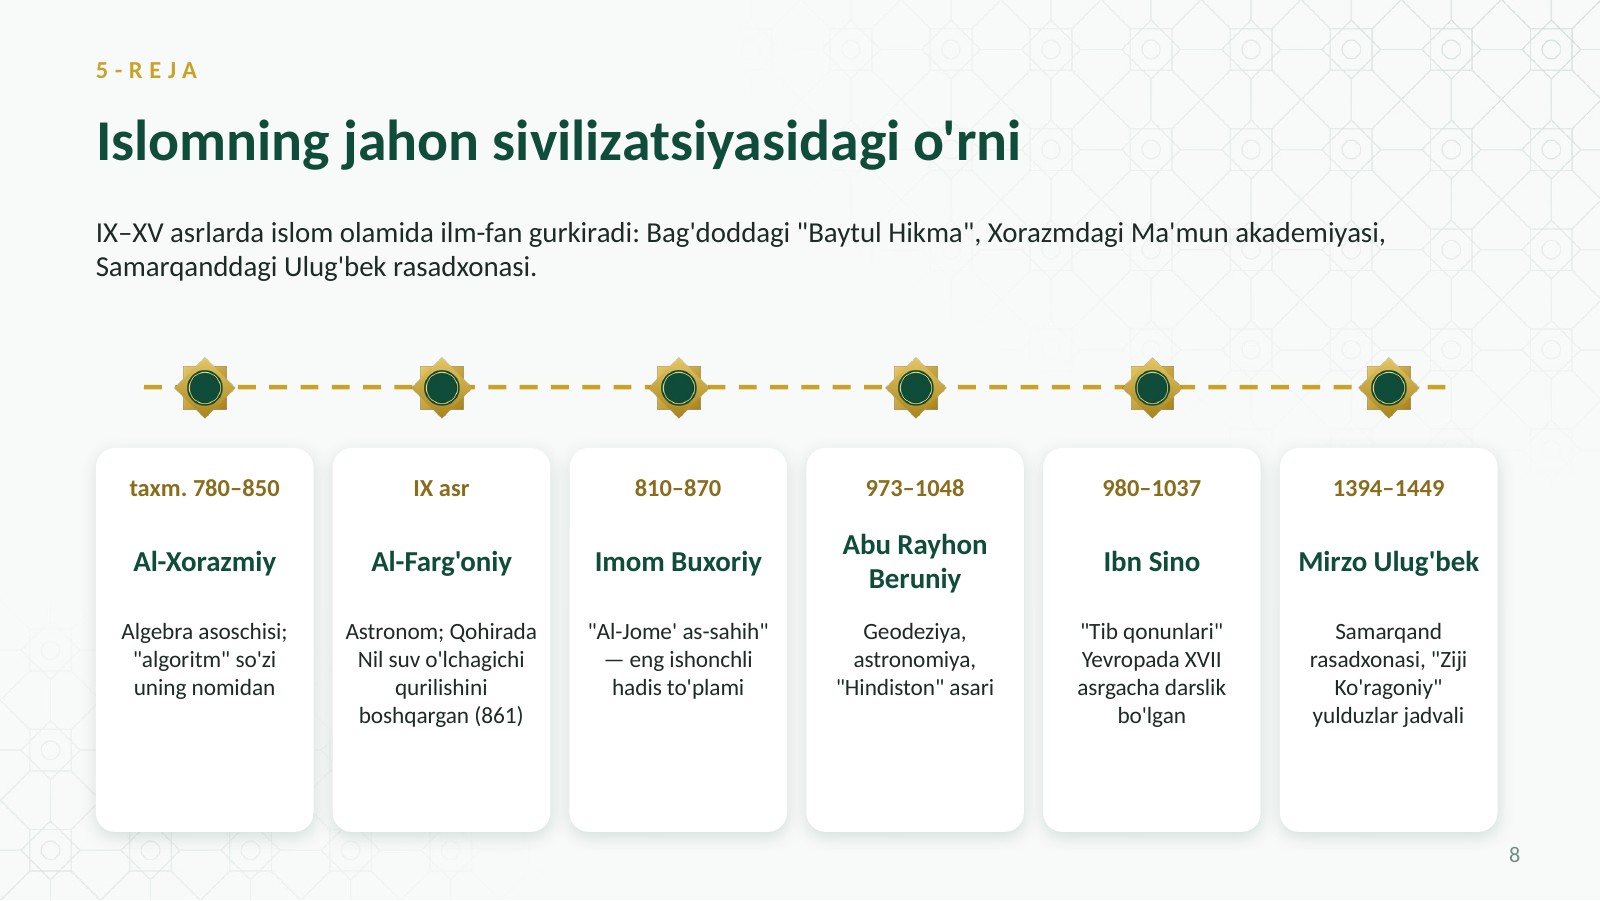 5-REJA
Islomning jahon sivilizatsiyasidagi o'rni
IX–XV asrlarda islom olamida ilm-fan gurkiradi: Bag'doddagi "Baytul Hikma", Xorazmdagi Ma'mun akademiyasi,
Samarqanddagi Ulug'bek rasadxonasi.
taxm. 780–850
Al-Xorazmiy
Algebra asoschisi;
"algoritm" so'zi
uning nomidan
IX asr
Al-Farg'oniy
Astronom; Qohirada
Nil suv o'lchagichi
qurilishini
boshqargan (861)
810–870
Imom Buxoriy
"Al-Jome' as-sahih"
— eng ishonchli
hadis to'plami
973–1048
Abu Rayhon
Beruniy
Geodeziya,
astronomiya,
"Hindiston" asari
980–1037
Ibn Sino
"Tib qonunlari"
Yevropada XVII
asrgacha darslik
bo'lgan
1394–1449
Mirzo Ulug'bek
Samarqand
rasadxonasi, "Ziji
Ko'ragoniy"
yulduzlar jadvali
8